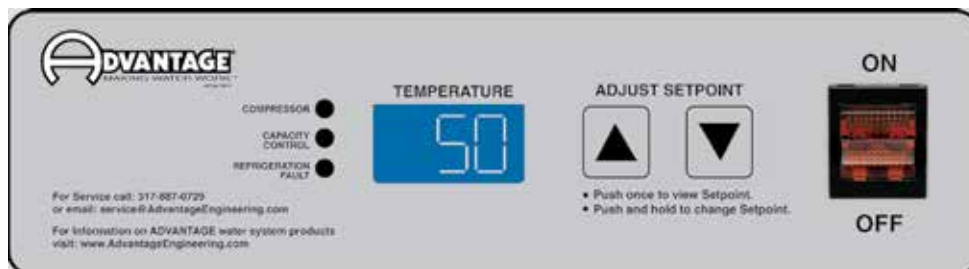 ADVANTAGE
MAKING WATER WORK
COMPRESSOR
CAPACITY
CONTROL
REFRIGERATION
FAULT
TEMPERATURE
50
ADJUST SETPOINT
• Push once to view Setpoint.
• Push and hold to change Setpoint.
ON
OFF
For Service call: 317-887-0729
or email: service@AdvantageEngineering.com
For Information on ADVANTAGE water system products
visit: www.AdvantageEngineering.com